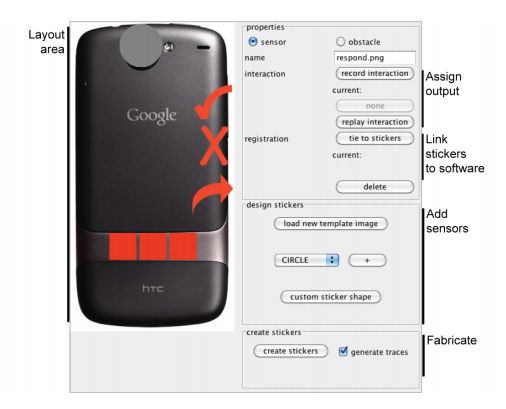 Layout
area
Google
htc
properties
sensor
obstacle
name
respond.png
interaction
record interaction
current:
none
replay interaction
registration
tie to stickers
current:
delete
design stickers
load new template image
CIRCLE
+
custom sticker shape
create stickers
create stickers
generate traces
Assign
output
Link
stickers
to software
Add
sensors
Fabricate